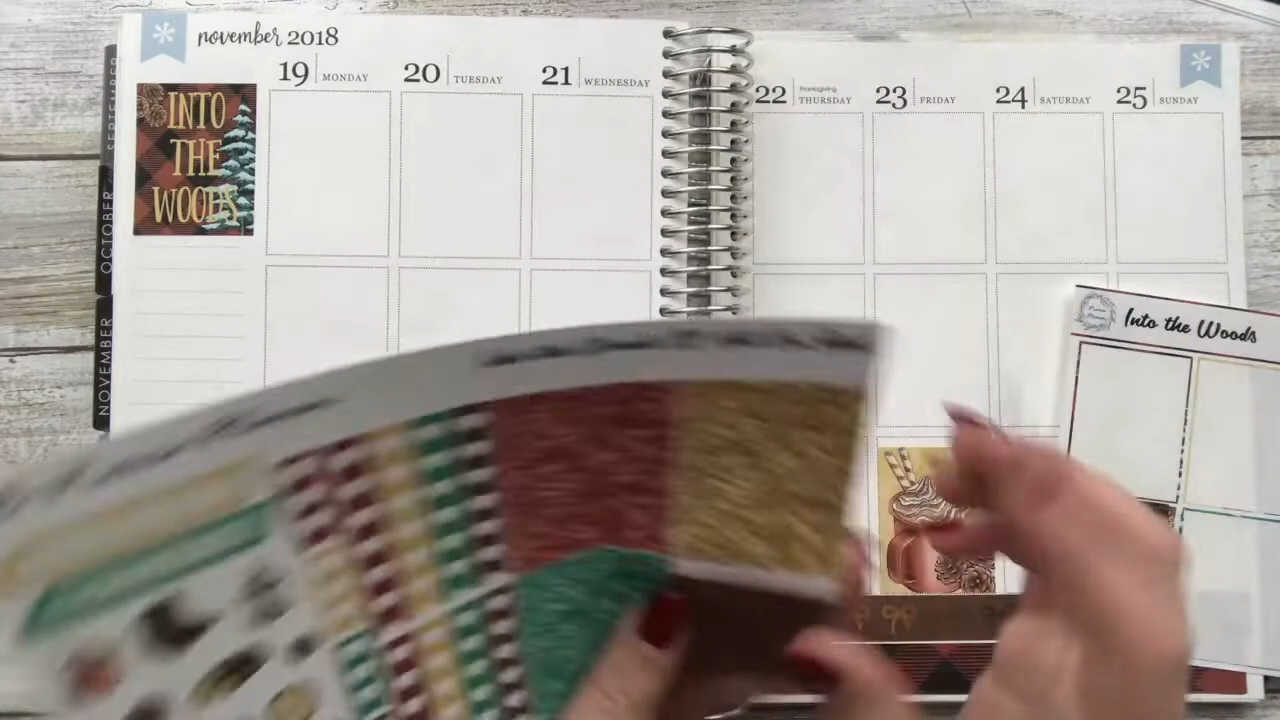 november 2018
19 MONDAY
20 TUESDAY
21 WEDNESDAY
22 thanksgiving THURSDAY
23 FRIDAY
24 SATURDAY
25 SUNDAY
INTO
THE
WOODS
SEPTEMBER
OCTOBER
NOVEMBER
Into the Woods